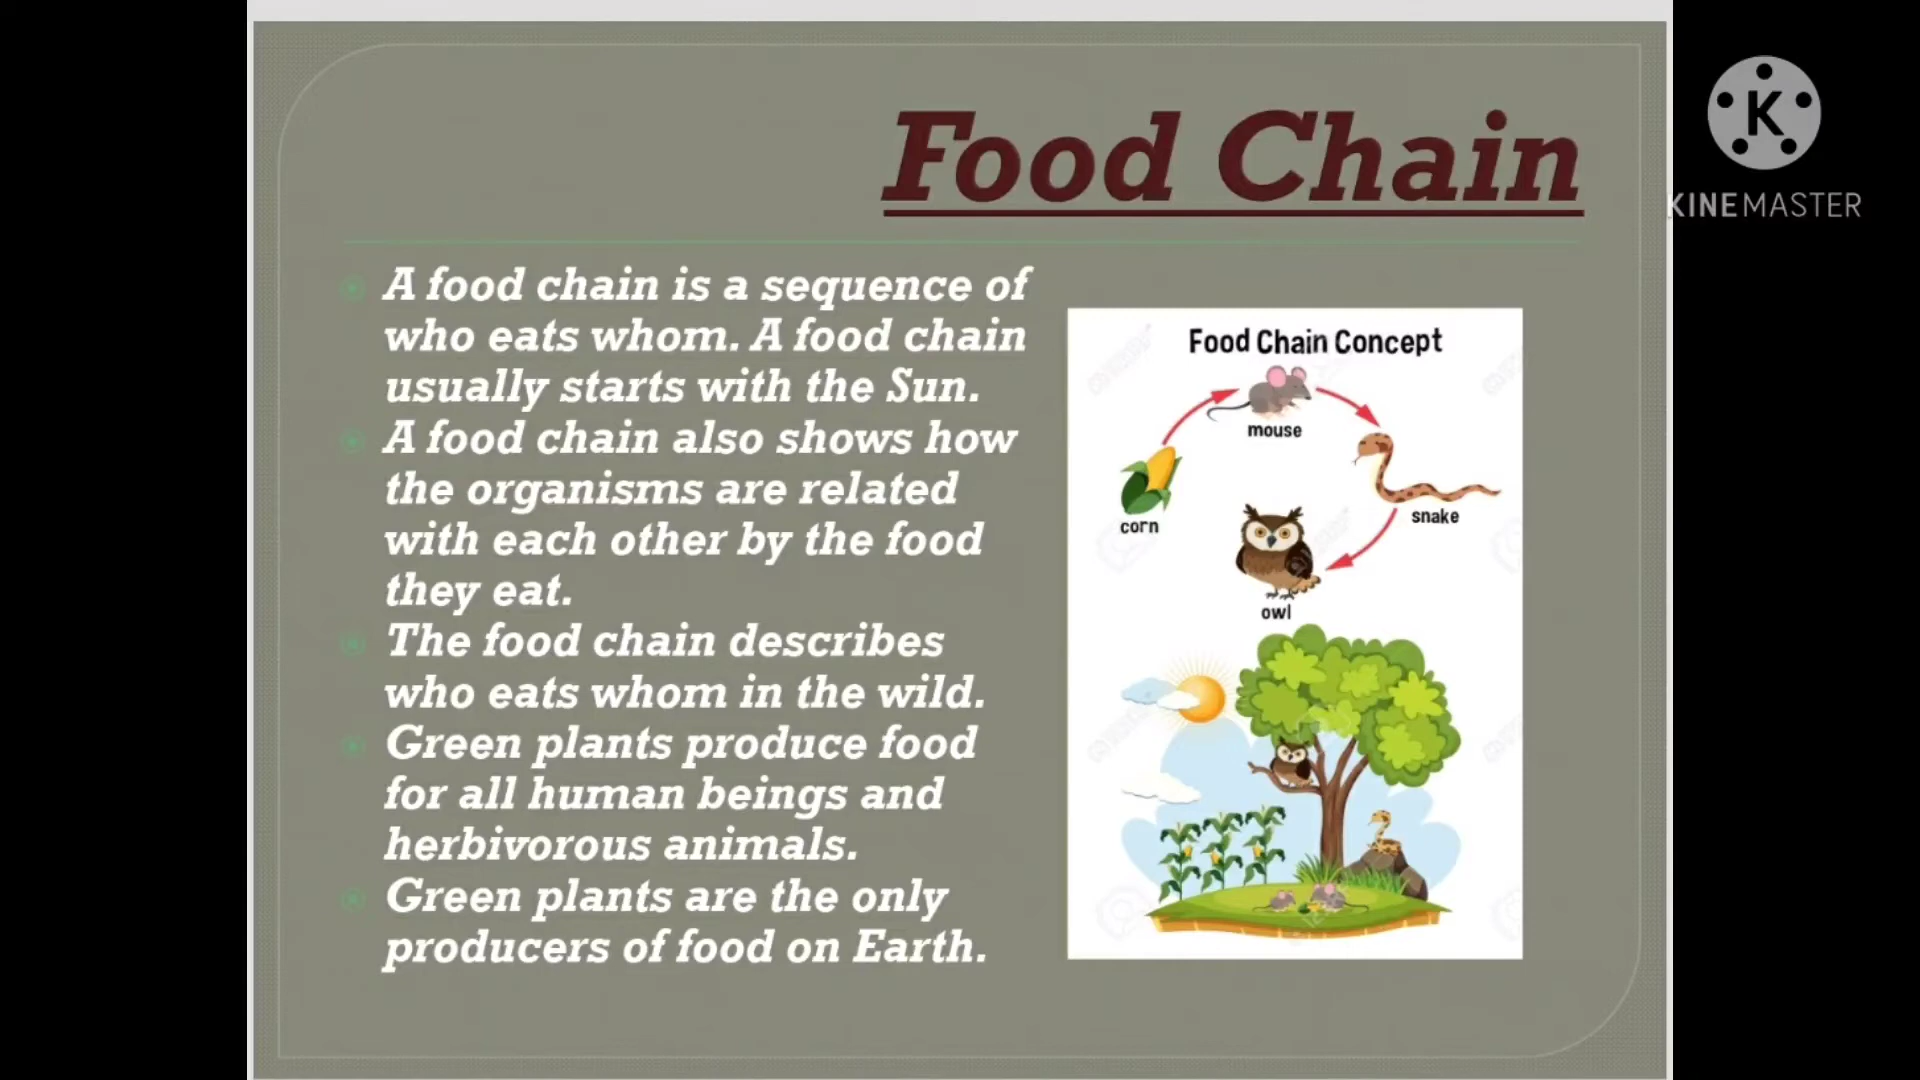 Food Chain
KINEMASTER
A food chain is a sequence of
who eats whom. A food chain
usually starts with the Sun.
A food chain also shows how
the organisms are related
with each other by the food
they eat.
The food chain describes
who eats whom in the wild.
Green plants produce food
for all human beings and
herbivorous animals.
Green plants are the only
producers of food on Earth.
Food Chain Concept
mouse
corn
snake
owl